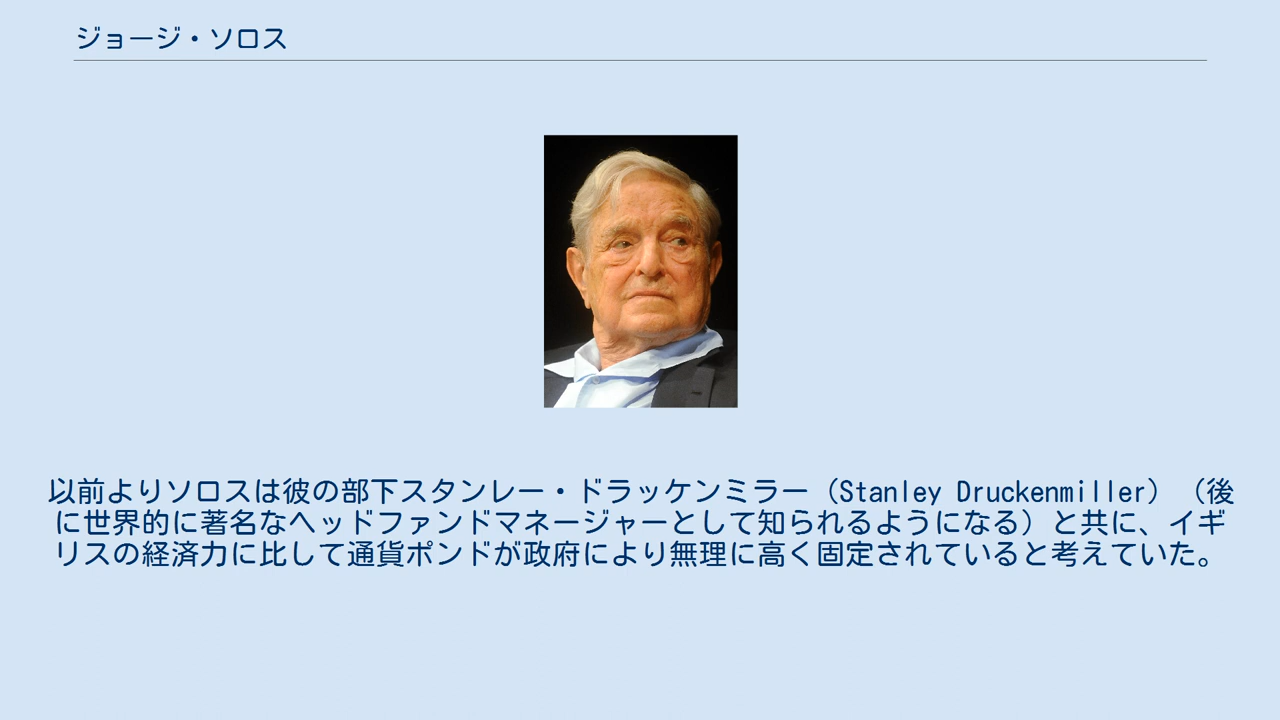 ジョージ・ソロス
以前よりソロスは彼の部下スタンレー・ドラッケンミラー（Stanley Druckenmiller）（後
に世界的に著名なヘッドファンドマネージャーとして知られるようになる）と共に、イギ
リスの経済力に比して通貨ポンドが政府により無理に高く固定されていると考えていた。